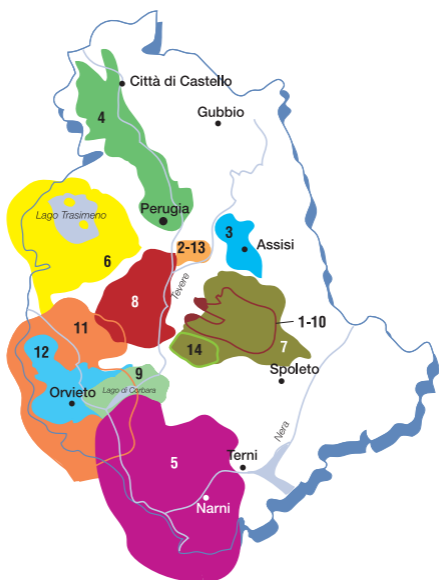 Città di Castello
4
Gubbio
Lago Trasimeno
Perugia
3
2-13
Assisi
6
Tevere
8
1-10
11
7
12
14
9
Spoleto
Orvieto
Lago di Corbara
Nera
Terni
5
Narni